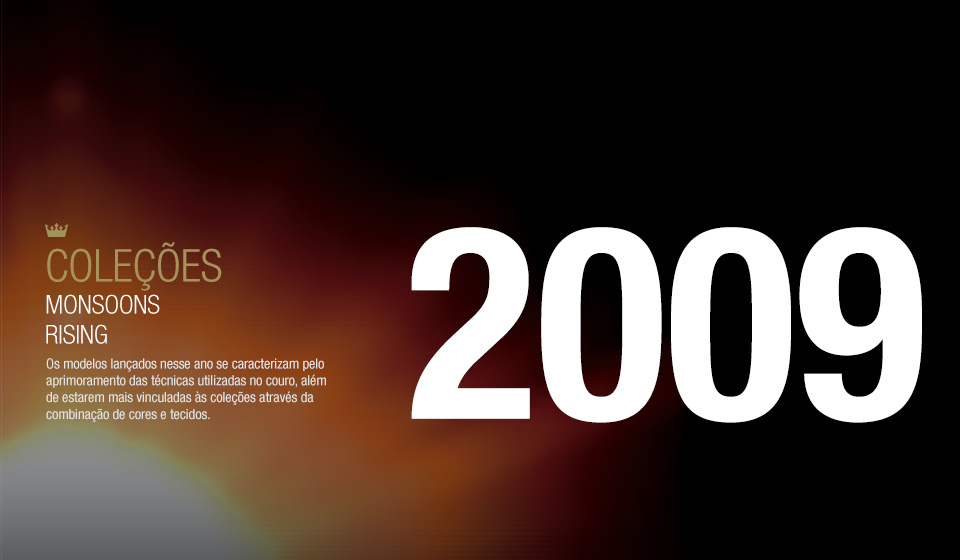 COLEÇÕES
MONSOONS
RISING
Os modelos lançados nesse ano se caracterizam pelo
aprimoramento das técnicas utilizadas no couro, além
de estarem mais vinculadas às coleções através da
combinação de cores e tecidos.
2009